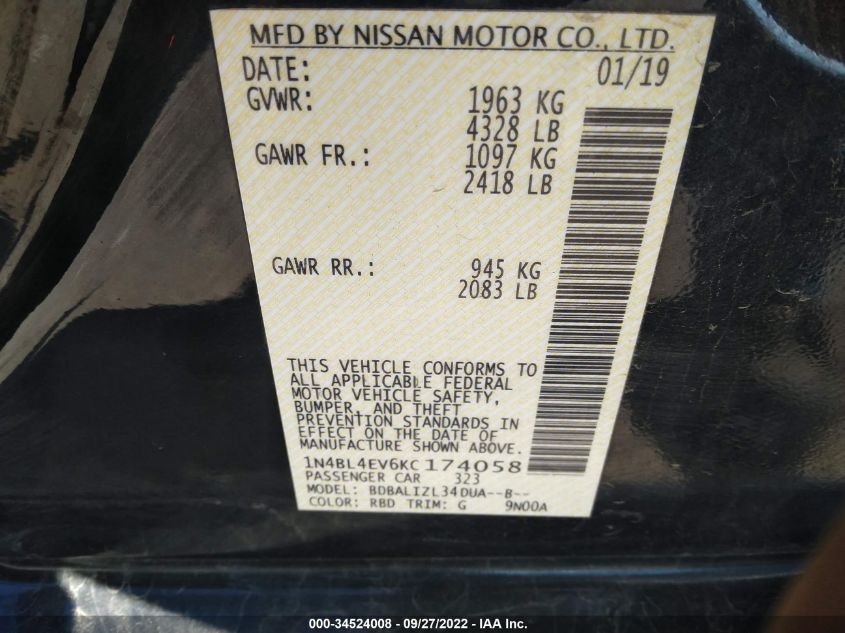 MFD BY NISSAN MOTOR CO., LTD.
DATE: 01/19
GVWR: 1963 KG
4328 LB
GAWR FR.: 1097 KG
2418 LB
GAWR RR.: 945 KG
2083 LB
THIS VEHICLE CONFORMS TO
ALL APPLICABLE FEDERAL
MOTOR VEHICLE SAFETY,
BUMPER, AND THEFT
PREVENTION STANDARDS IN
EFFECT ON THE DATE OF
MANUFACTURE SHOWN ABOVE.
1N4BL4EV6KC174058
PASSENGER CAR 323
MODEL: BDBALIZL34DUA--B--
COLOR: RBD TRIM: G 9N00A
000-34524008 - 09/27/2022 - IAA Inc.